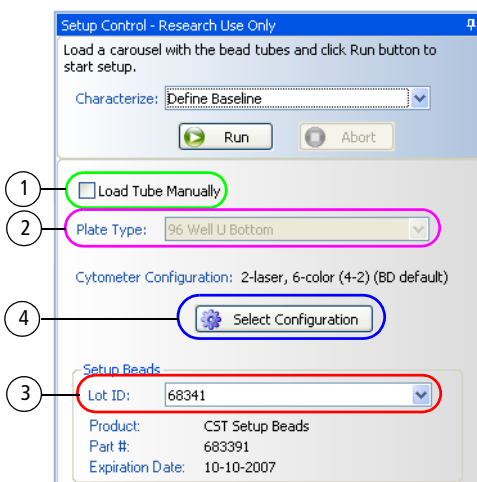 Setup Control - Research Use Only
Load a carousel with the bead tubes and click Run button to
start setup.
Characterize: Define Baseline
Run Abort
1 Load Tube Manually
2 Plate Type: 96 Well U Bottom
Cytometer Configuration: 2-laser, 6-color (4-2) (BD default)
4 Select Configuration
Setup Beads
3 Lot ID: 68341
Product: CST Setup Beads
Part #: 683391
Expiration Date: 10-10-2007